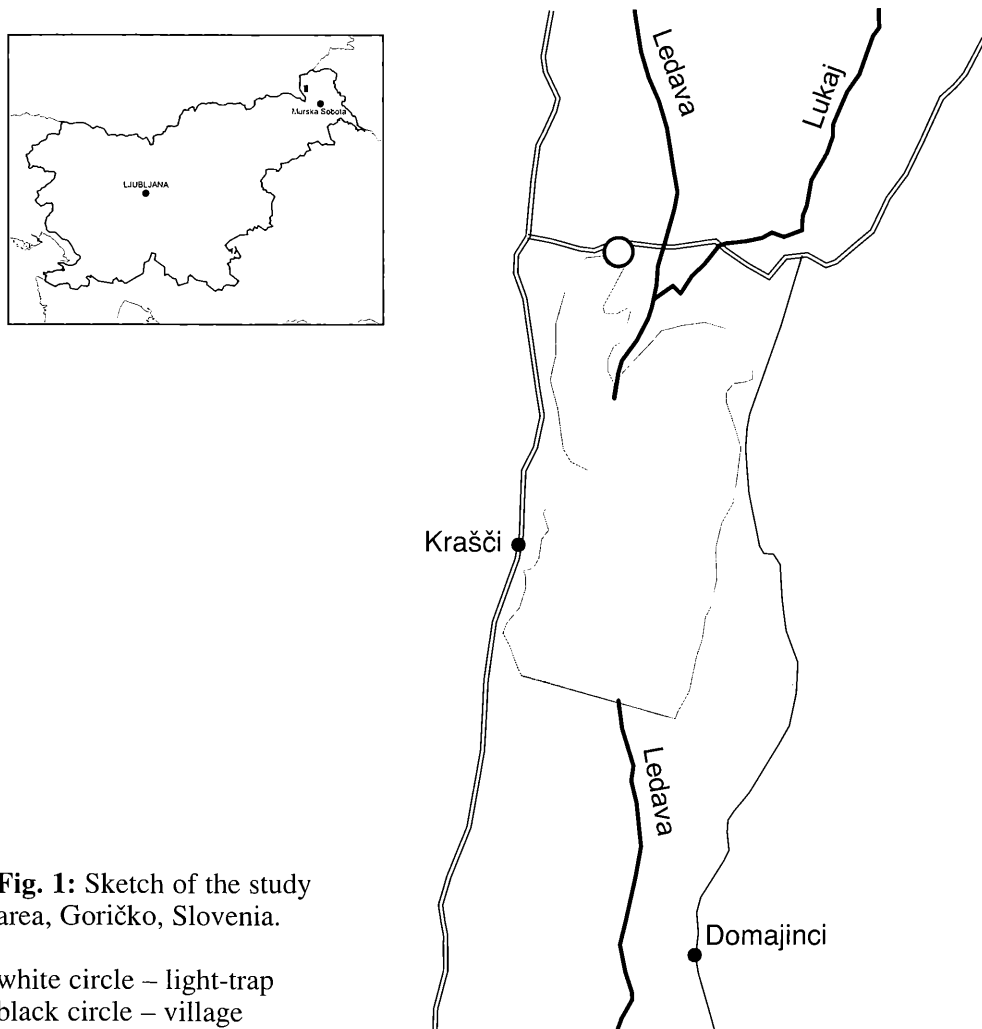 Murska Sobota
LJUBLJANA
Ledava
Lukaj
Krašči
Ledava
Domajinci
Fig. 1: Sketch of the study
area, Goričko, Slovenia.
white circle – light-trap
black circle – village